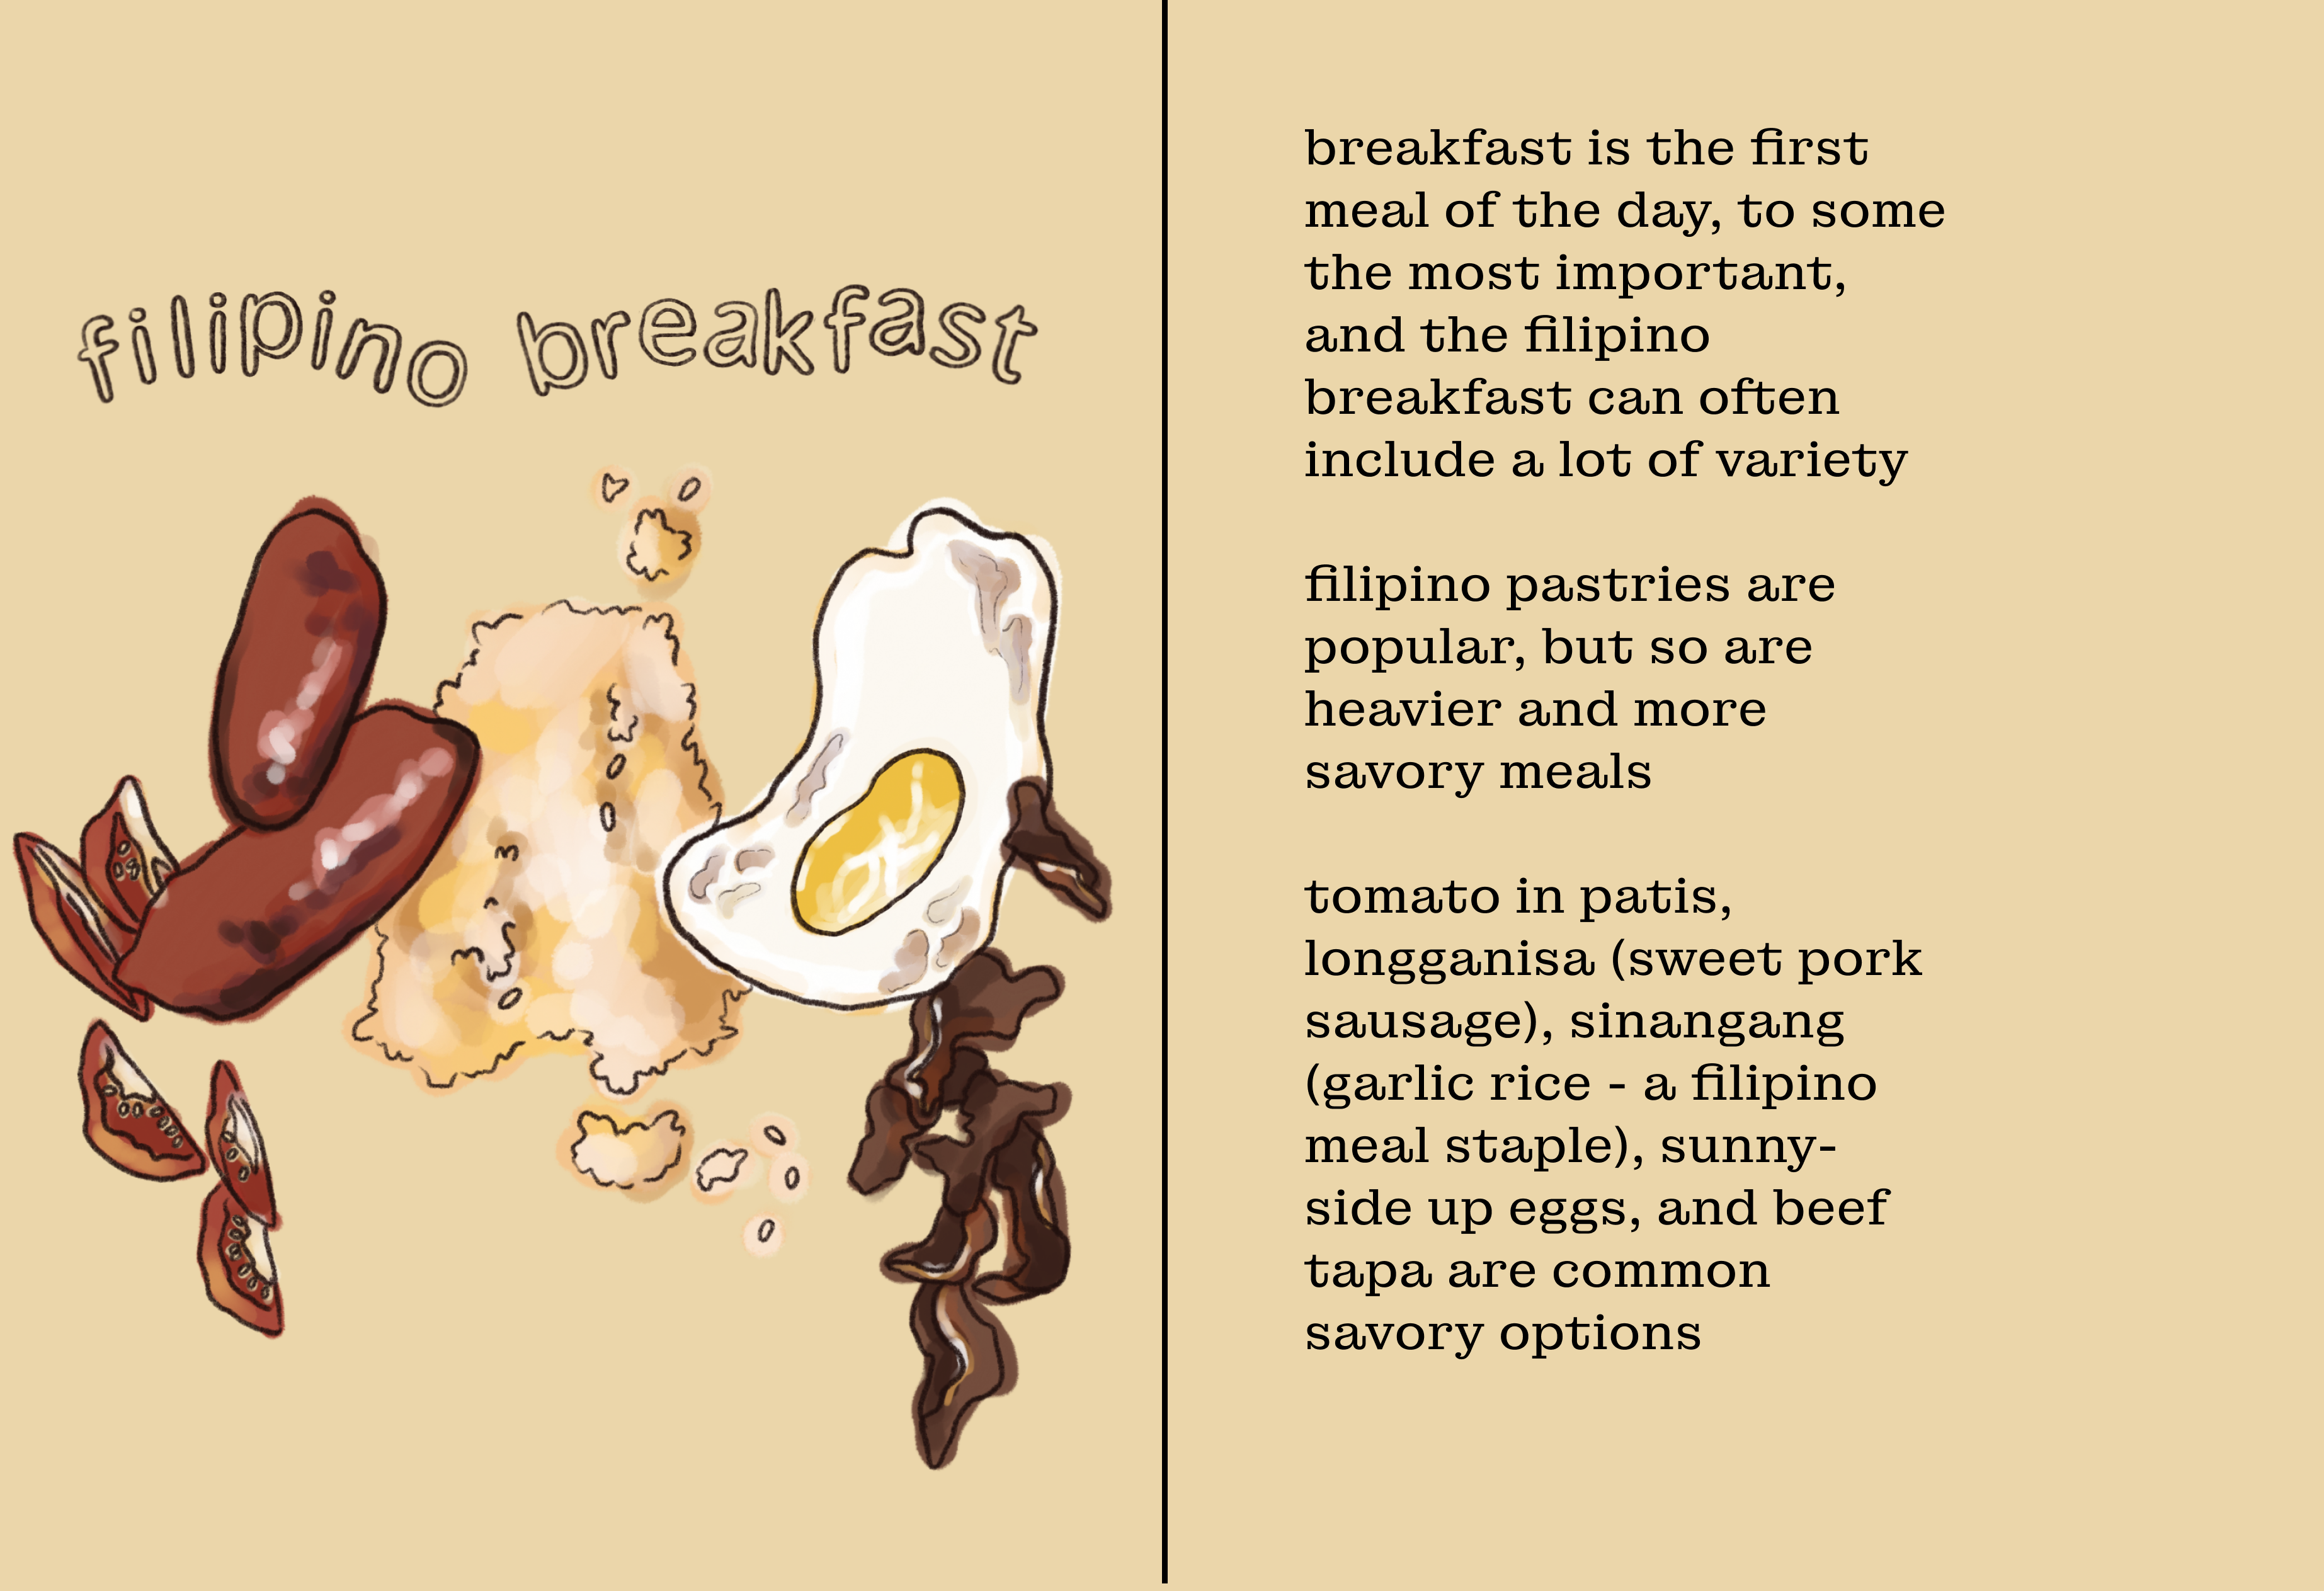 filipino breakfast
breakfast is the first
meal of the day, to some
the most important,
and the filipino
breakfast can often
include a lot of variety
filipino pastries are
popular, but so are
heavier and more
savory meals
tomato in patis,
longganisa (sweet pork
sausage), sinangang
(garlic rice - a filipino
meal staple), sunny-
side up eggs, and beef
tapa are common
savory options